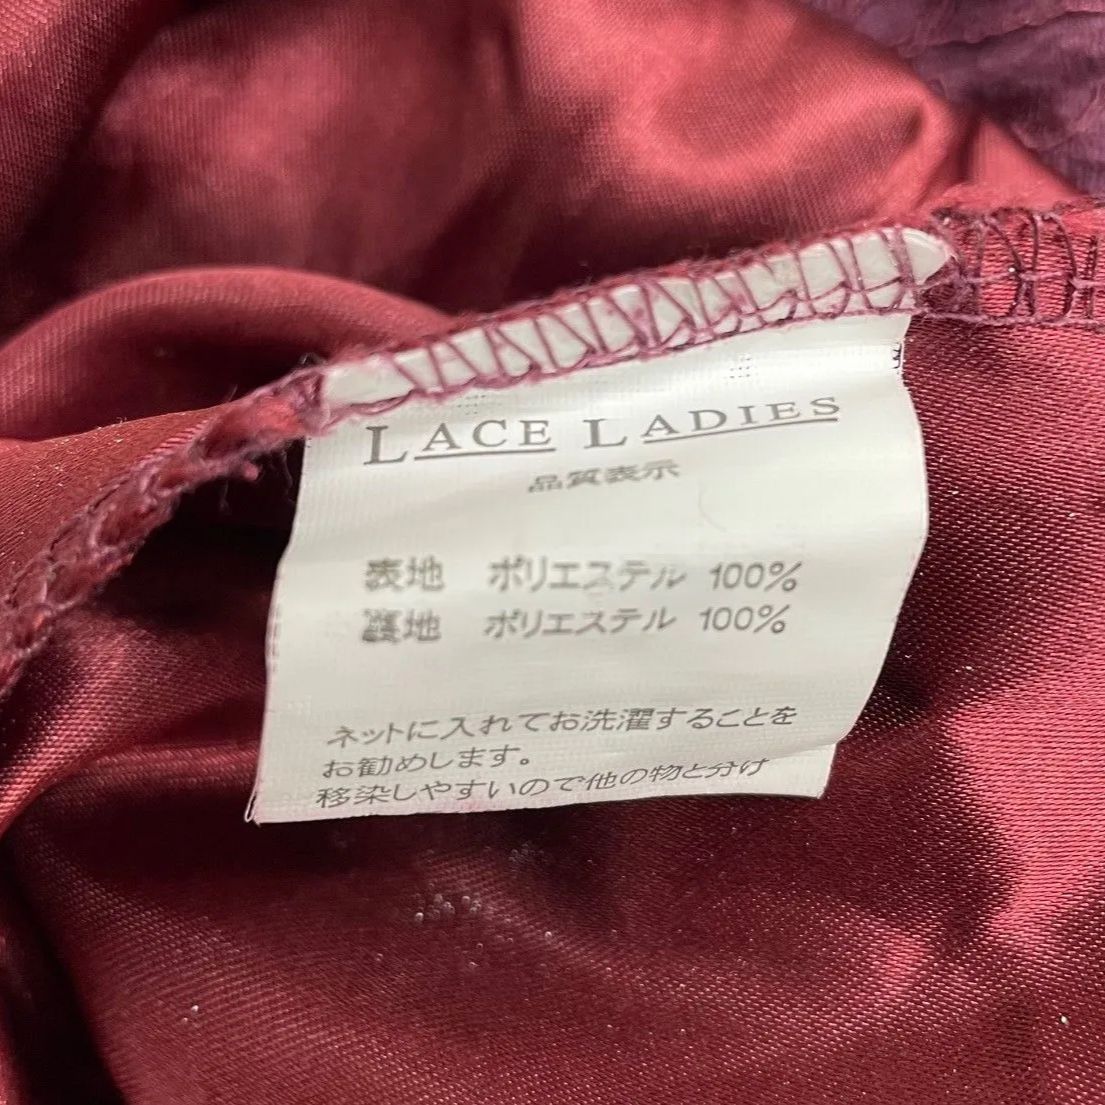 LACE LADIES
品質表示
表地 ポリエステル 100%
裏地 ポリエステル 100%
ネットに入れてお洗濯することを
お勧めします。
移染しやすいので他の物と分け